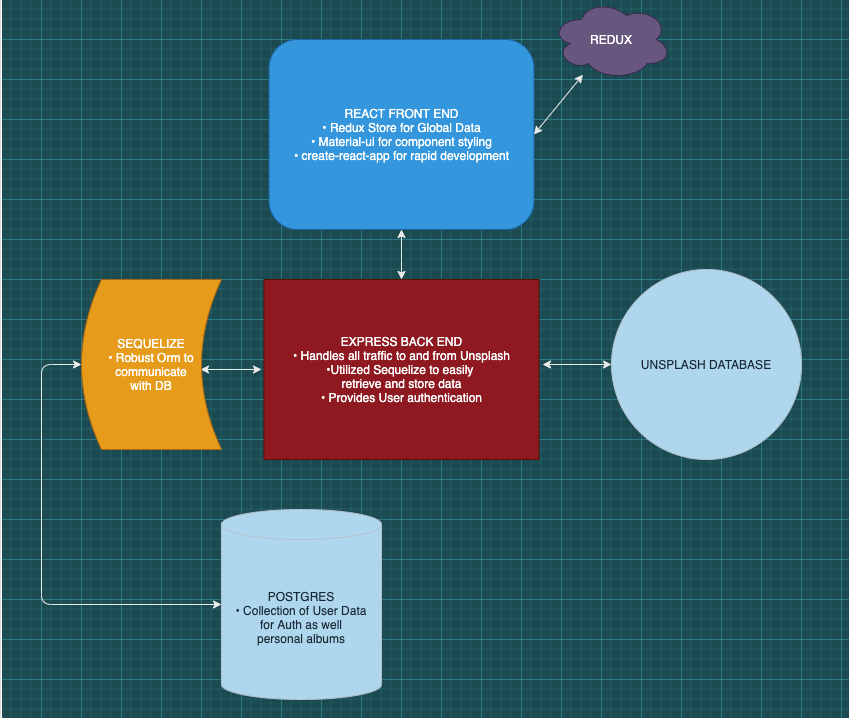 REDUX
REACT FRONT END
• Redux Store for Global Data
• Material-ui for component styling
• create-react-app for rapid development
SEQUELIZE
• Robust Orm to
communicate
with DB
EXPRESS BACK END
• Handles all traffic to and from Unsplash
•Utilized Sequelize to easily
retrieve and store data
• Provides User authentication
UNSPLASH DATABASE
POSTGRES
• Collection of User Data
for Auth as well
personal albums